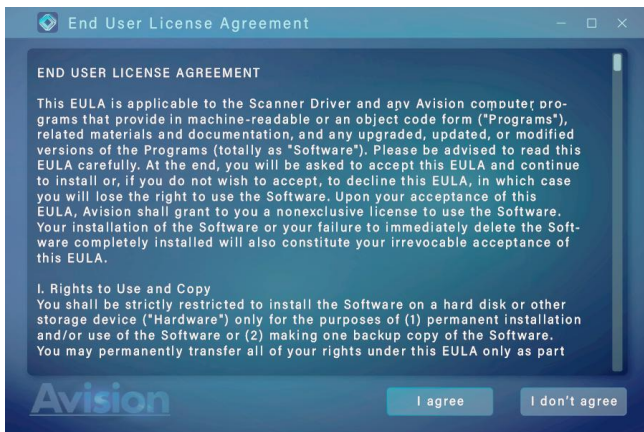 End User License Agreement
END USER LICENSE AGREEMENT
This EULA is applicable to the Scanner Driver and any Avision computer pro-
grams that provide in machine-readable or an object code form ("Programs"),
related materials and documentation, and any upgraded, updated, or modified
versions of the Programs (totally as "Software"). Please be advised to read this
EULA carefully. At the end, you will be asked to accept this EULA and continue
to install or, if you do not wish to accept, to decline this EULA, in which case
you will lose the right to use the Software. Upon your acceptance of this
EULA, Avision shall grant to you a nonexclusive license to use the Software.
Your installation of the Software or your failure to immediately delete the Soft-
ware completely installed will also constitute your irrevocable acceptance of
this EULA.
I. Rights to Use and Copy
You shall be strictly restricted to install the Software on a hard disk or other
storage device ("Hardware") only for the purposes of (1) permanent installation
and/or use of the Software or (2) making one backup copy of the Software.
You may permanently transfer all of your rights under this EULA only as part
Avision
I agree
I don't agree